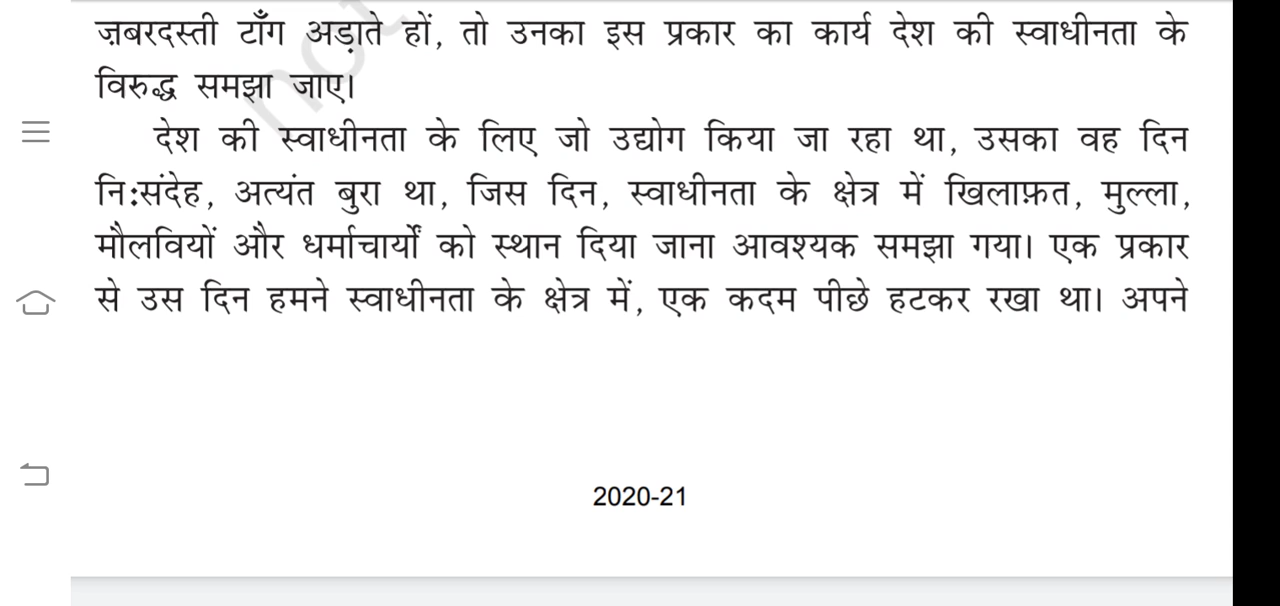 ज़बरदस्ती टाँग अड़ाते हों, तो उनका इस प्रकार का कार्य देश की स्वाधीनता के
विरुद्ध समझा जाए।
देश की स्वाधीनता के लिए जो उद्योग किया जा रहा था, उसका वह दिन
नि:संदेह, अत्यंत बुरा था, जिस दिन, स्वाधीनता के क्षेत्र में खिलाफ़त, मुल्ला,
मौलवियों और धर्माचार्यों को स्थान दिया जाना आवश्यक समझा गया। एक प्रकार
से उस दिन हमने स्वाधीनता के क्षेत्र में, एक कदम पीछे हटकर रखा था। अपने
not
2020-21